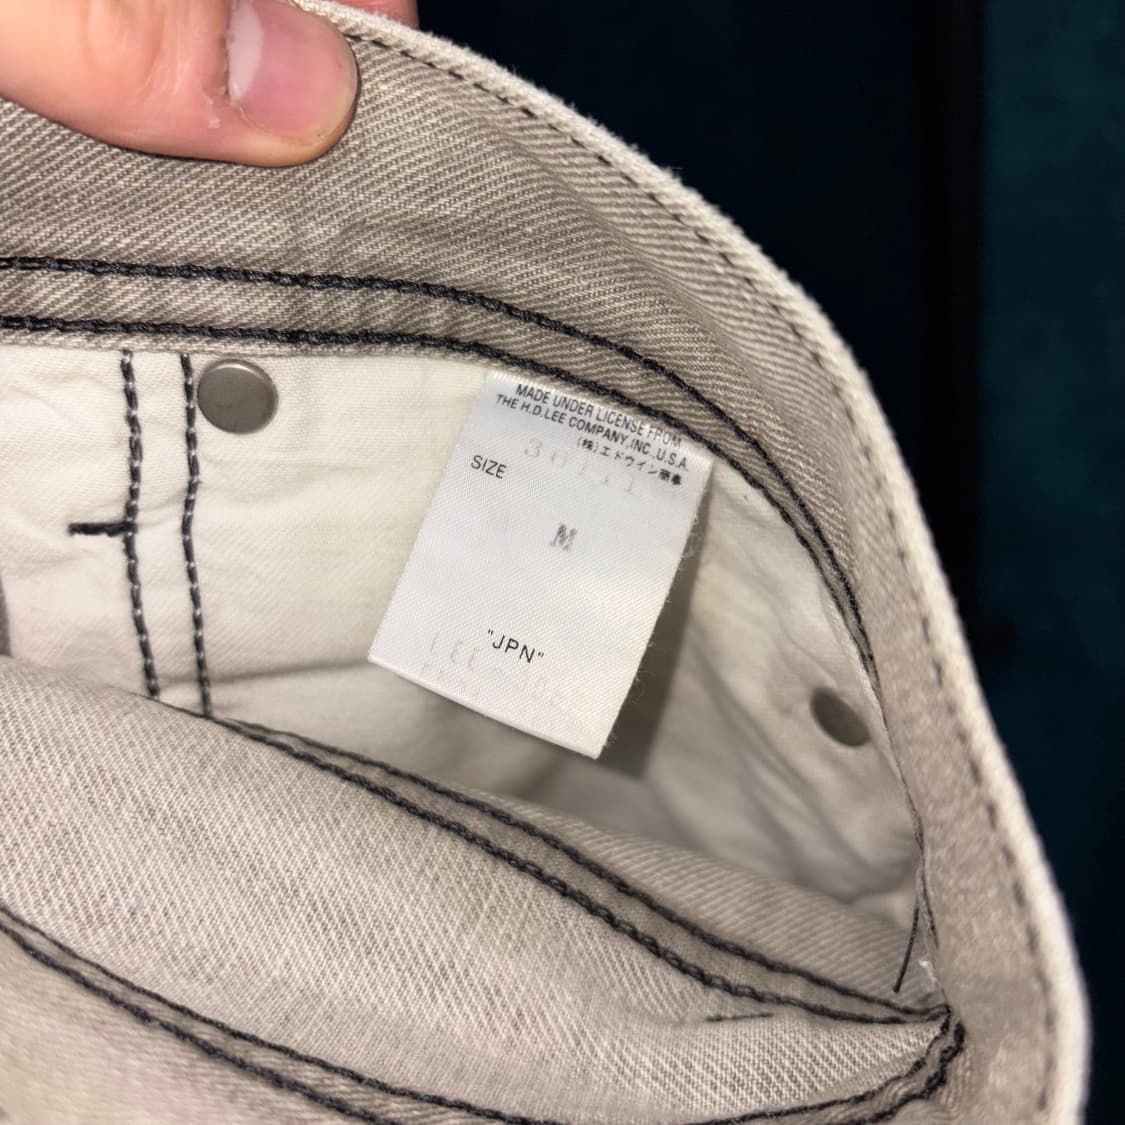 MADE UNDER LICENSE FROM
THE H.D.LEE COMPANY,INC.,U.S.A.
(株)エドウイン商事
SIZE
M
"JPN"